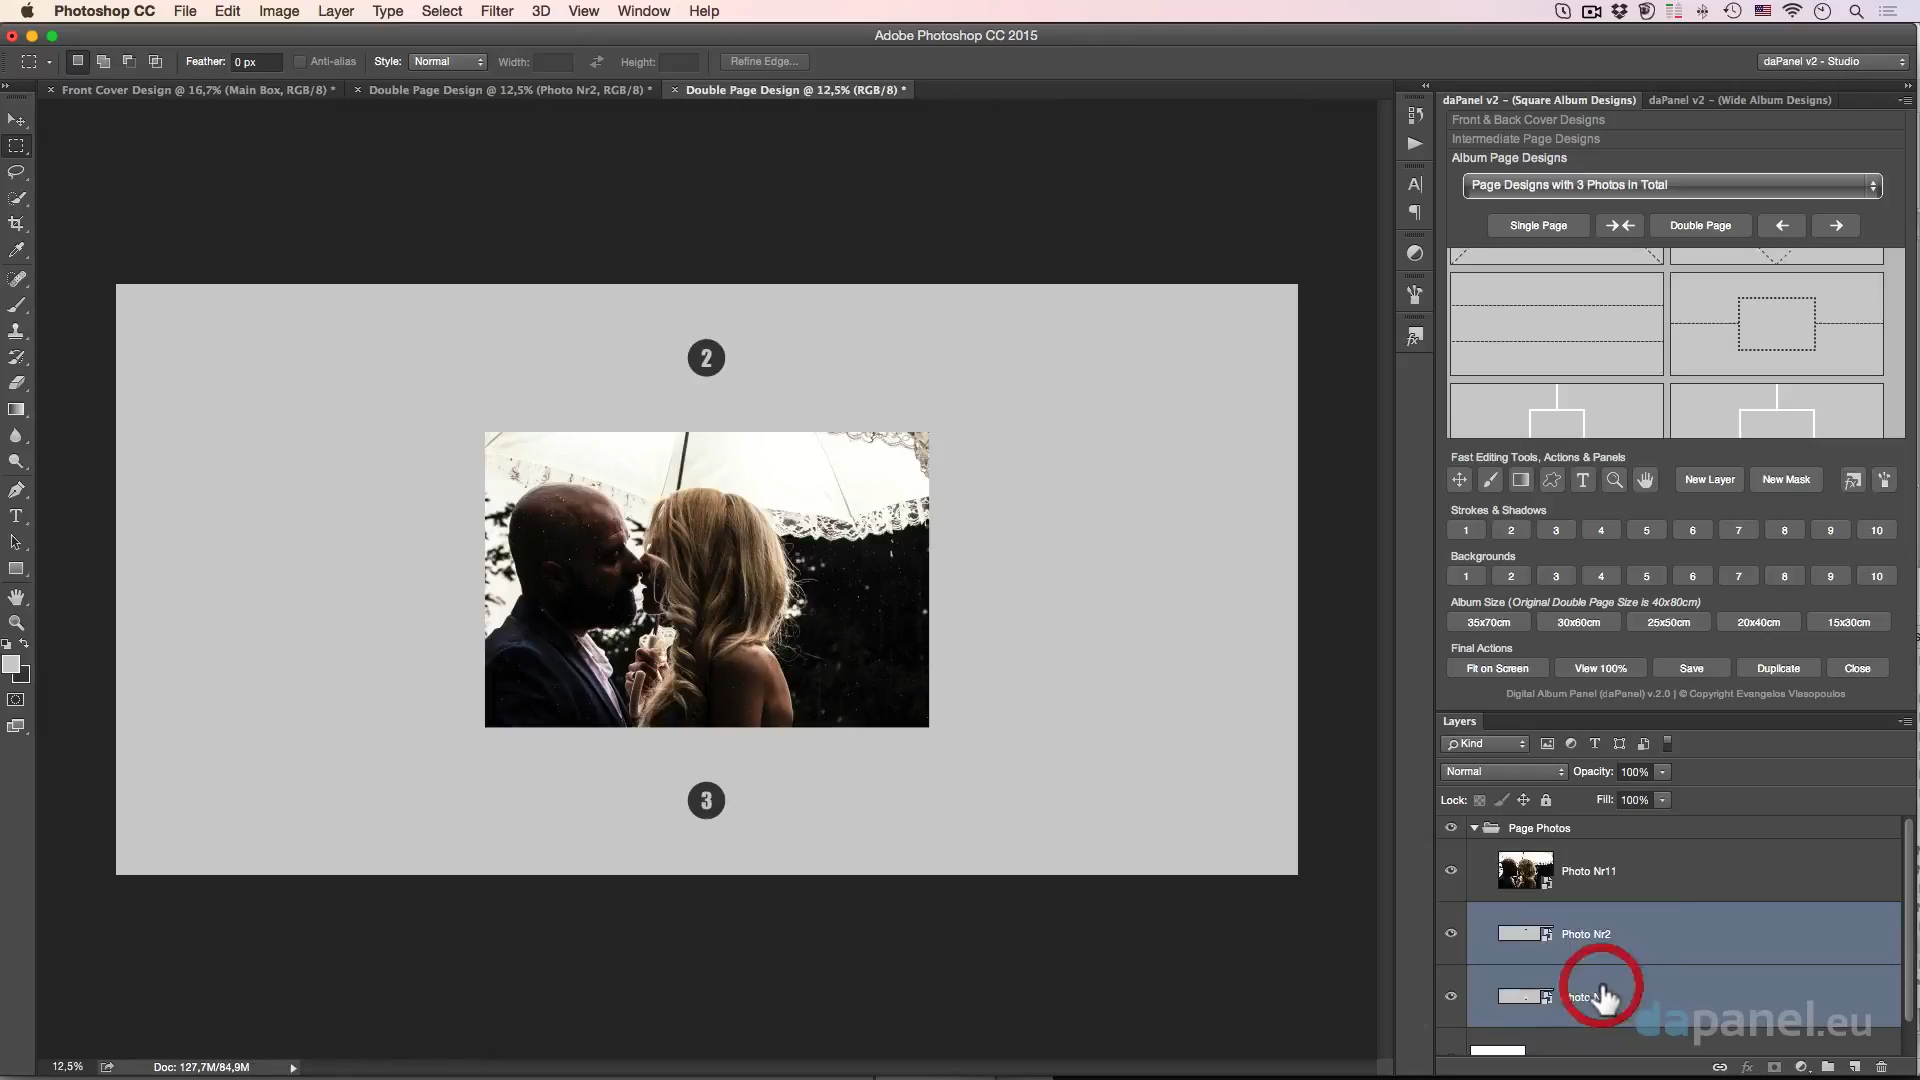 Photoshop CC File Edit Image Layer Type Select Filter 3D View Window Help
Adobe Photoshop CC 2015
Feather: 0 px Anti-alias Style: Normal Width: Height: Refine Edge... daPanel v2 - Studio
Front Cover Design @ 16,7% (Main Box, RGB/8) * Double Page Design @ 12,5% (Photo Nr2, RGB/8) * Double Page Design @ 12,5% (RGB/8) *
daPanel v2 – (Square Album Designs) daPanel v2 – (Wide Album Designs)
Front & Back Cover Designs
Intermediate Page Designs
Album Page Designs
Page Designs with 3 Photos in Total
Single Page Double Page
2
3
Fast Editing Tools, Actions & Panels
New Layer New Mask
Strokes & Shadows
1 2 3 4 5 6 7 8 9 10
Backgrounds
1 2 3 4 5 6 7 8 9 10
Album Size (Original Double Page Size is 40x80cm)
35x70cm 30x60cm 25x50cm 20x40cm 15x30cm
Final Actions
Fit on Screen View 100% Save Duplicate Close
Digital Album Panel (daPanel) v.2.0 | © Copyright Evangelos Vlasopoulos
Layers
Kind
Normal Opacity: 100%
Lock: Fill: 100%
Page Photos
Photo Nr11
Photo Nr2
dapanel.eu
12,5% Doc: 127,7M/84,9M